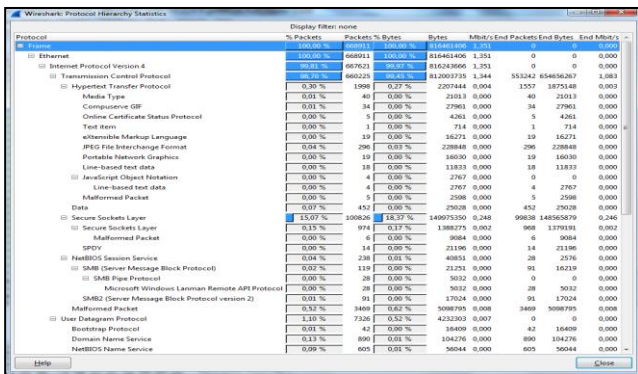 Wireshark: Protocol Hierarchy Statistics
Display filter: none
Protocol % Packets Packets % Bytes Bytes Mbit/s End Packets End Bytes End Mbit/s
Frame 100,00 % 668911 100,00 % 816461406 1,351 0 0 0,000
Ethernet 100,00 % 668911 100,00 % 816461406 1,351 0 0 0,000
Internet Protocol Version 4 99,81 % 667621 99,97 % 816243666 1,351 0 0 0,000
Transmission Control Protocol 98,70 % 660225 99,45 % 812003735 1,344 553242 654656267 1,083
Hypertext Transfer Protocol 0,30 % 1998 0,27 % 2207444 0,004 1557 1875148 0,003
Media Type 0,01 % 40 0,00 % 21013 0,000 40 21013 0,000
Compuserve GIF 0,01 % 34 0,00 % 27961 0,000 34 27961 0,000
Online Certificate Status Protocol 0,00 % 5 0,00 % 4261 0,000 5 4261 0,000
Text item 0,00 % 1 0,00 % 714 0,000 1 714 0,000
eXtensible Markup Language 0,00 % 19 0,00 % 16271 0,000 19 16271 0,000
JPEG File Interchange Format 0,04 % 296 0,03 % 228848 0,000 296 228848 0,000
Portable Network Graphics 0,00 % 19 0,00 % 16030 0,000 19 16030 0,000
Line-based text data 0,00 % 18 0,00 % 11833 0,000 18 11833 0,000
JavaScript Object Notation 0,00 % 4 0,00 % 2767 0,000 0 0 0,000
Line-based text data 0,00 % 4 0,00 % 2767 0,000 4 2767 0,000
Malformed Packet 0,00 % 5 0,00 % 2598 0,000 5 2598 0,000
Data 0,07 % 452 0,00 % 25028 0,000 452 25028 0,000
Secure Sockets Layer 15,07 % 100826 18,37 % 149975350 0,248 99838 148565879 0,246
Secure Sockets Layer 0,15 % 974 0,17 % 1388275 0,002 968 1379191 0,002
Malformed Packet 0,00 % 6 0,00 % 9084 0,000 6 9084 0,000
SPDY 0,00 % 14 0,00 % 21196 0,000 14 21196 0,000
NetBIOS Session Service 0,04 % 238 0,01 % 40851 0,000 28 2576 0,000
SMB (Server Message Block Protocol) 0,02 % 119 0,00 % 21251 0,000 91 16219 0,000
SMB Pipe Protocol 0,00 % 28 0,00 % 5032 0,000 0 0 0,000
Microsoft Windows Lanman Remote API Protocol 0,00 % 28 0,00 % 5032 0,000 28 5032 0,000
SMB2 (Server Message Block Protocol version 2) 0,01 % 91 0,00 % 17024 0,000 91 17024 0,000
Malformed Packet 0,52 % 3469 0,62 % 5098795 0,008 3469 5098795 0,008
User Datagram Protocol 1,10 % 7326 0,52 % 4232303 0,007 0 0 0,000
Bootstrap Protocol 0,01 % 42 0,00 % 16409 0,000 42 16409 0,000
Domain Name Service 0,13 % 890 0,01 % 104276 0,000 890 104276 0,000
NetBIOS Name Service 0,09 % 605 0,01 % 56044 0,000 605 56044 0,000
Help Close